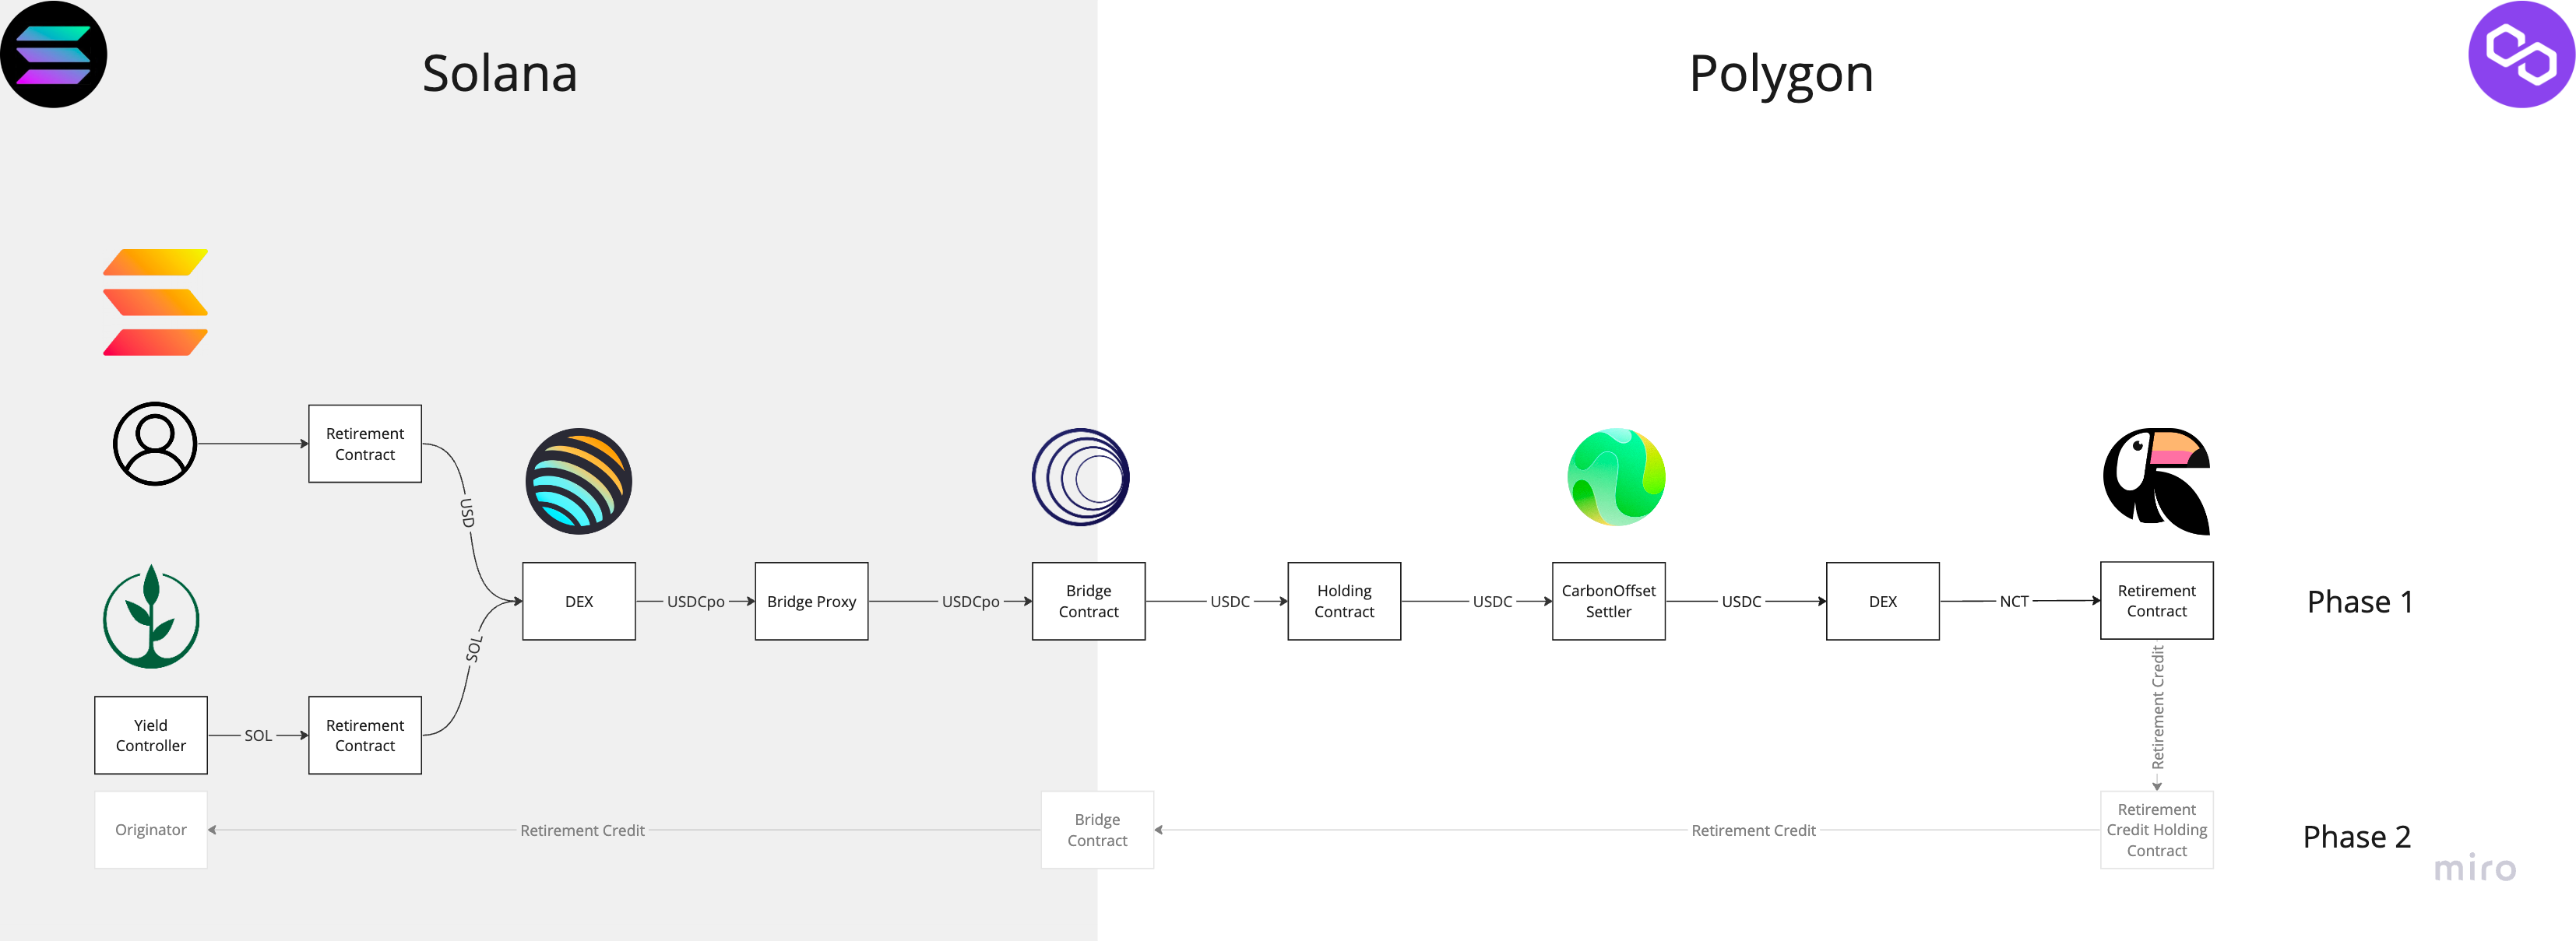 Solana
Polygon
Retirement
Contract
USD
DEX
USDCpo
Bridge Proxy
USDCpo
Bridge
Contract
USDC
Holding
Contract
USDC
CarbonOffset
Settler
USDC
DEX
NCT
Retirement
Contract
Phase 1
SOL
Yield
Controller
SOL
Retirement
Contract
Retirement Credit
Originator
Retirement Credit
Bridge
Contract
Retirement Credit
Retirement
Credit Holding
Contract
Phase 2
miro